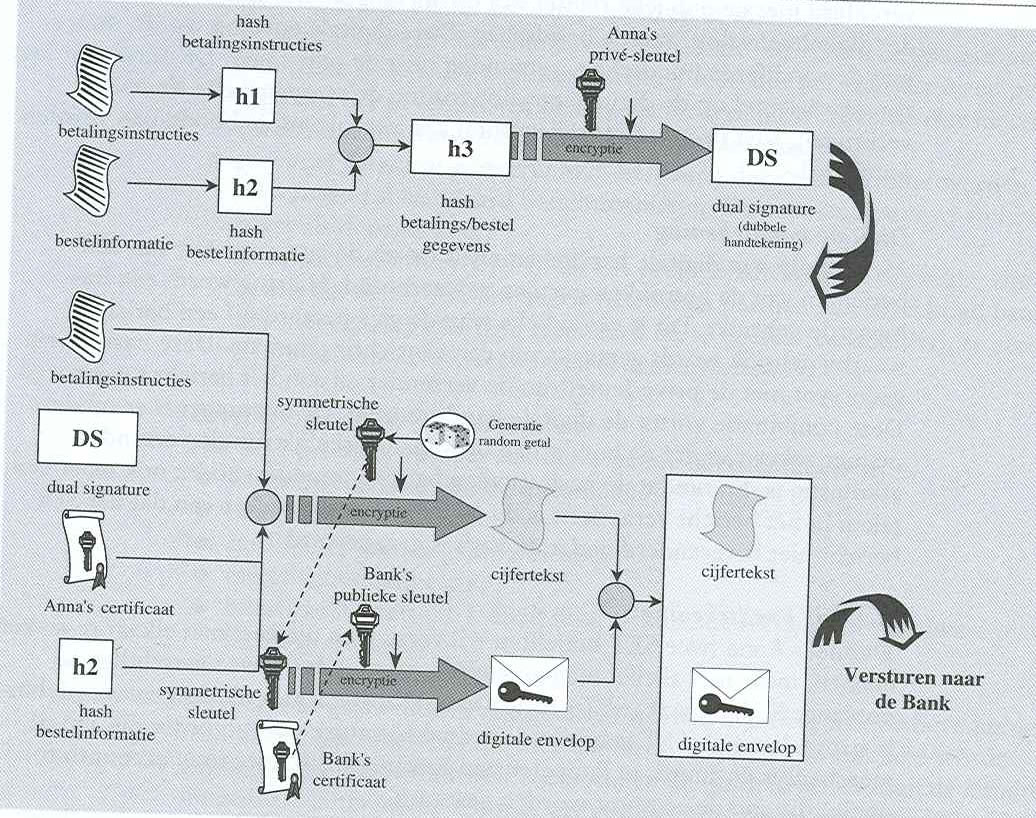 hash
betalingsinstructies
h1
betalingsinstructies
h2
bestelinformatie
hash
bestelinformatie
h3
hash
betalings/bestel
gegevens
Anna's
privé-sleutel
encryptie
DS
dual signature
(dubbele
handtekening)
betalingsinstructies
DS
dual signature
Anna's certificaat
h2
hash
bestelinformatie
symmetrische
sleutel
Generatie
random getal
encryptie
cijfertekst
Bank's
publieke sleutel
symmetrische
sleutel
encryptie
Bank's
certificaat
digitale envelop
cijfertekst
digitale envelop
Versturen naar
de Bank